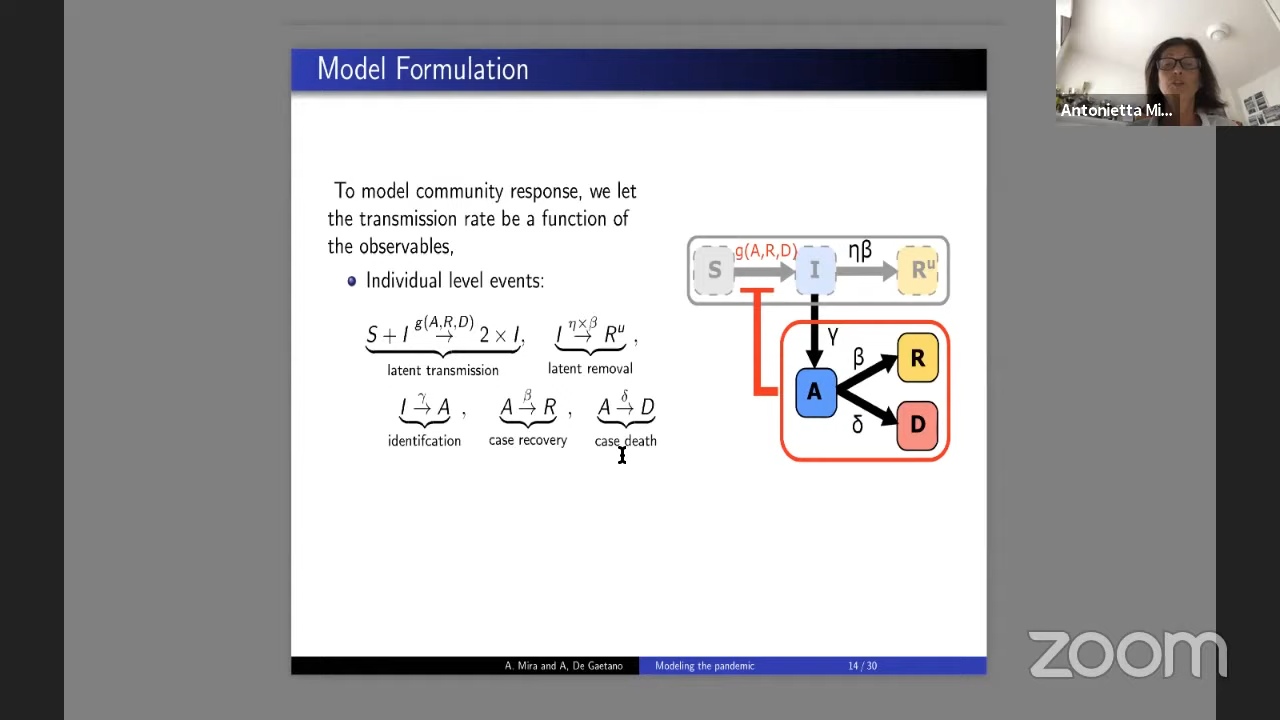 Model Formulation
Antonietta Mi...
To model community response, we let
the transmission rate be a function of
the observables,
Individual level events:
S + I g(A,R,D) → 2 × I, I η×β → Rᵘ ,
latent transmission latent removal
I γ → A , A β → R , A δ → D
identifcation case recovery case death
S g(A,R,D) I ηβ Rᵘ
γ
β R
A
δ D
A. Mira and A, De Gaetano Modeling the pandemic 14 / 30
zoom